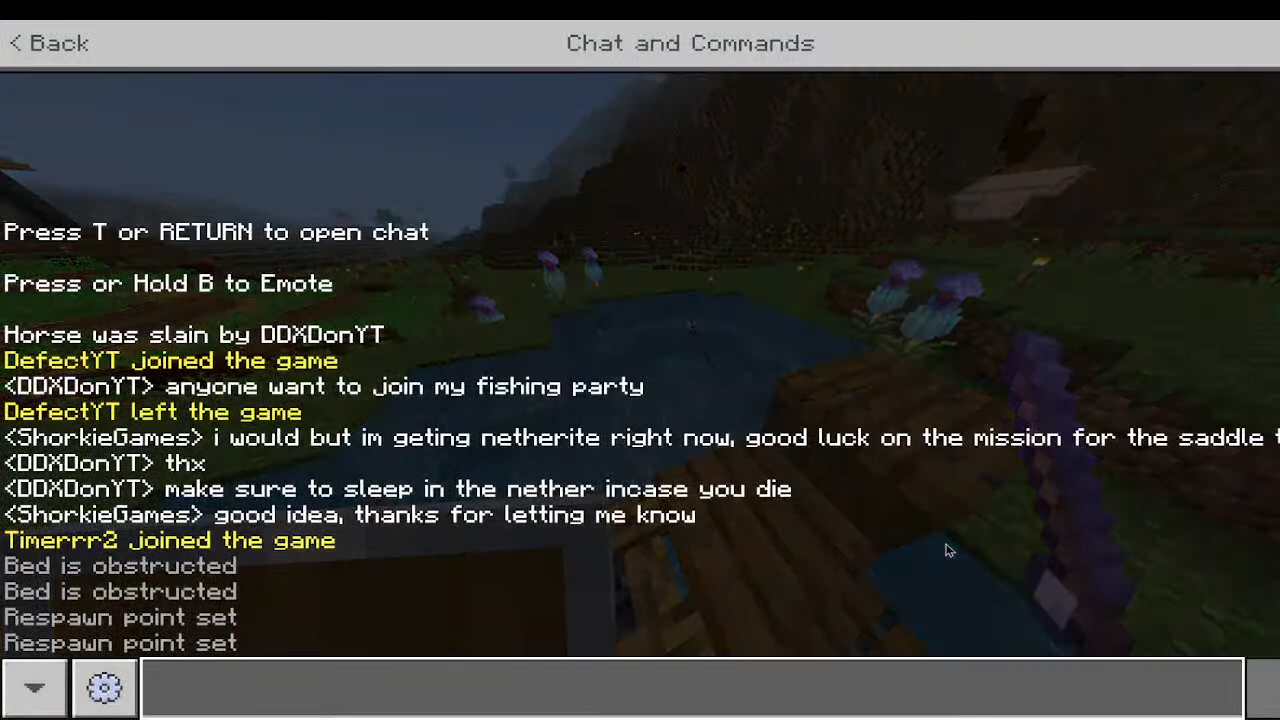 < Back
Chat and Commands
Press T or RETURN to open chat
Press or Hold B to Emote
Horse was slain by DDXDonYT
DefectYT joined the game
<DDXDonYT> anyone want to join my fishing party
DefectYT left the game
<ShorkieGames> i would but im geting netherite right now, good luck on the mission for the saddle
<DDXDonYT> thx
<DDXDonYT> make sure to sleep in the nether incase you die
<ShorkieGames> good idea, thanks for letting me know
Timerrr2 joined the game
Bed is obstructed
Bed is obstructed
Respawn point set
Respawn point set